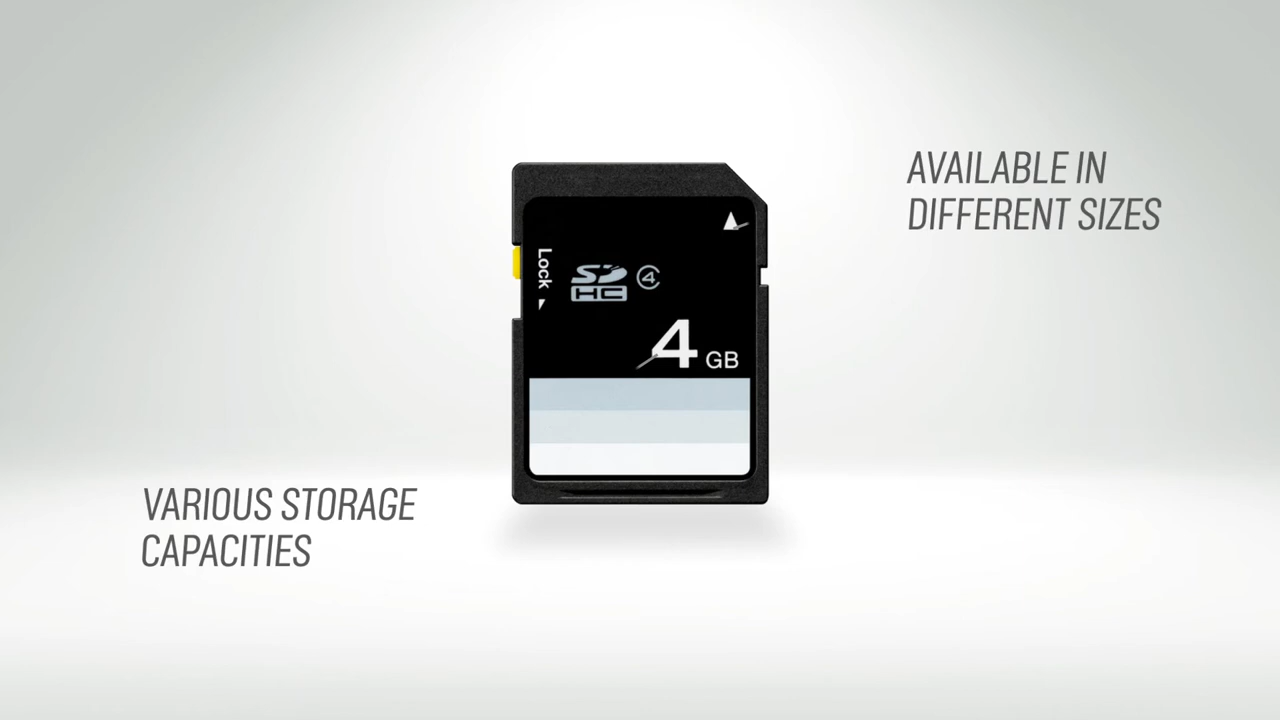 AVAILABLE IN
DIFFERENT SIZES
Lock
SD
HC
4
4 GB
VARIOUS STORAGE
CAPACITIES